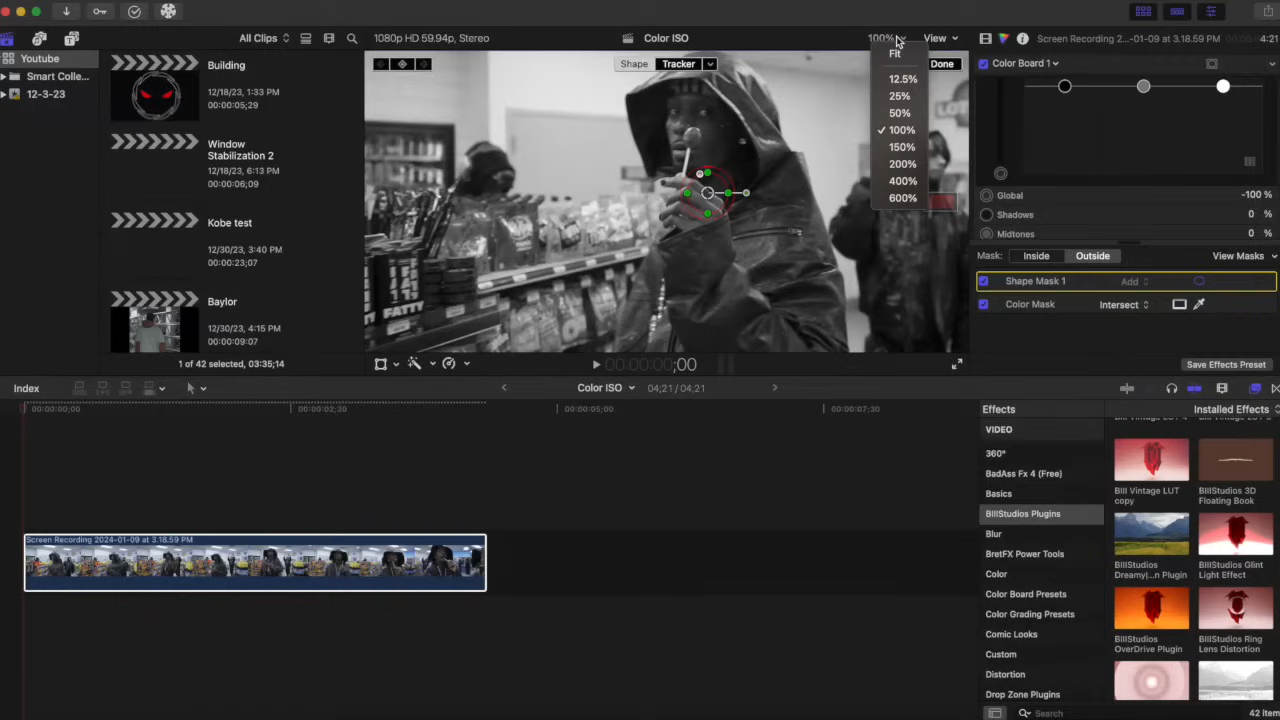 All Clips
1080p HD 59.94p, Stereo
Color ISO
100%
View
Screen Recording 2...-01-09 at 3.18.59 PM
4:21
Youtube
Smart Colle...
12-3-23
Building
12/18/23, 1:33 PM
00:00:05;29
Window
Stabilization 2
12/18/23, 6:13 PM
00:00:06;09
Kobe test
12/30/23, 3:40 PM
00:00:23;07
Baylor
12/30/23, 4:15 PM
00:00:09:07
1 of 42 selected, 03:35;14
Shape
Tracker
Done
Fit
12.5%
25%
50%
✓ 100%
150%
200%
400%
600%
FATTY
00:00:00;00
Color Board 1
Global
-100 %
Shadows
0 %
Midtones
0 %
Mask:
Inside
Outside
View Masks
Shape Mask 1
Add
Color Mask
Intersect
Save Effects Preset
Index
Color ISO
04;21 / 04;21
00:00:00;00
00:00:02;30
00:00:05;00
00:00:07;30
Screen Recording 2024-01-09 at 3.18.59 PM
Effects
Installed Effects
VIDEO
360°
BadAss Fx 4 (Free)
Basics
BIIIStudios Plugins
Blur
BretFX Power Tools
Color
Color Board Presets
Color Grading Presets
Comic Looks
Custom
Distortion
Drop Zone Plugins
BIII Vintage LUT
copy
BIIIStudios 3D
Floating Book
BIIIStudios
Dreamy|...n Plugin
BIIIStudios Glint
Light Effect
BIIIStudios
OverDrive Plugin
BIIIStudios Ring
Lens Distortion
Search
42 item